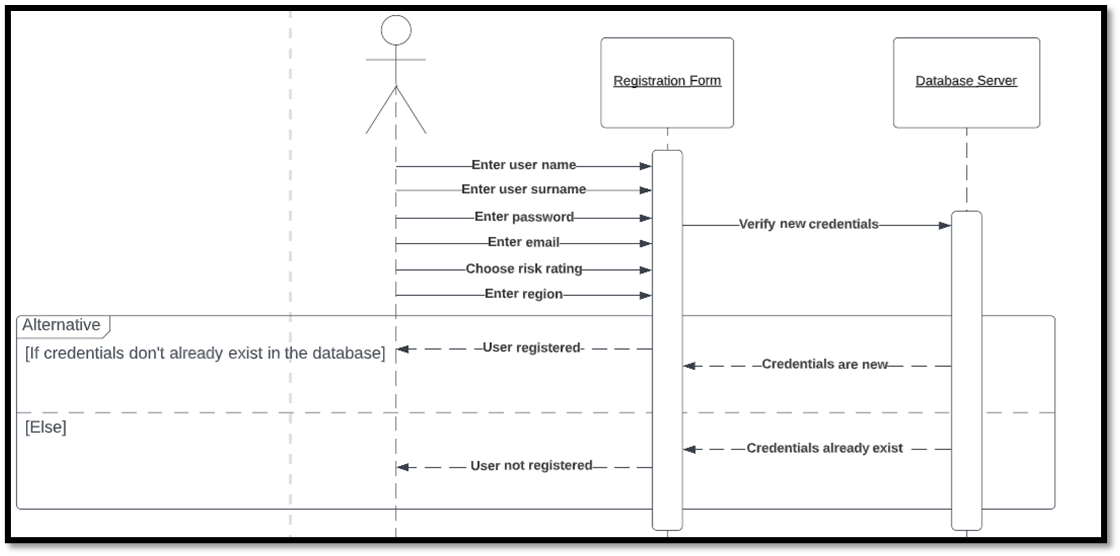 Registration Form
Database Server
Enter user name
Enter user surname
Enter password
Verify new credentials
Enter email
Choose risk rating
Enter region
Alternative
[If credentials don't already exist in the database]
User registered
Credentials are new
[Else]
Credentials already exist
User not registered